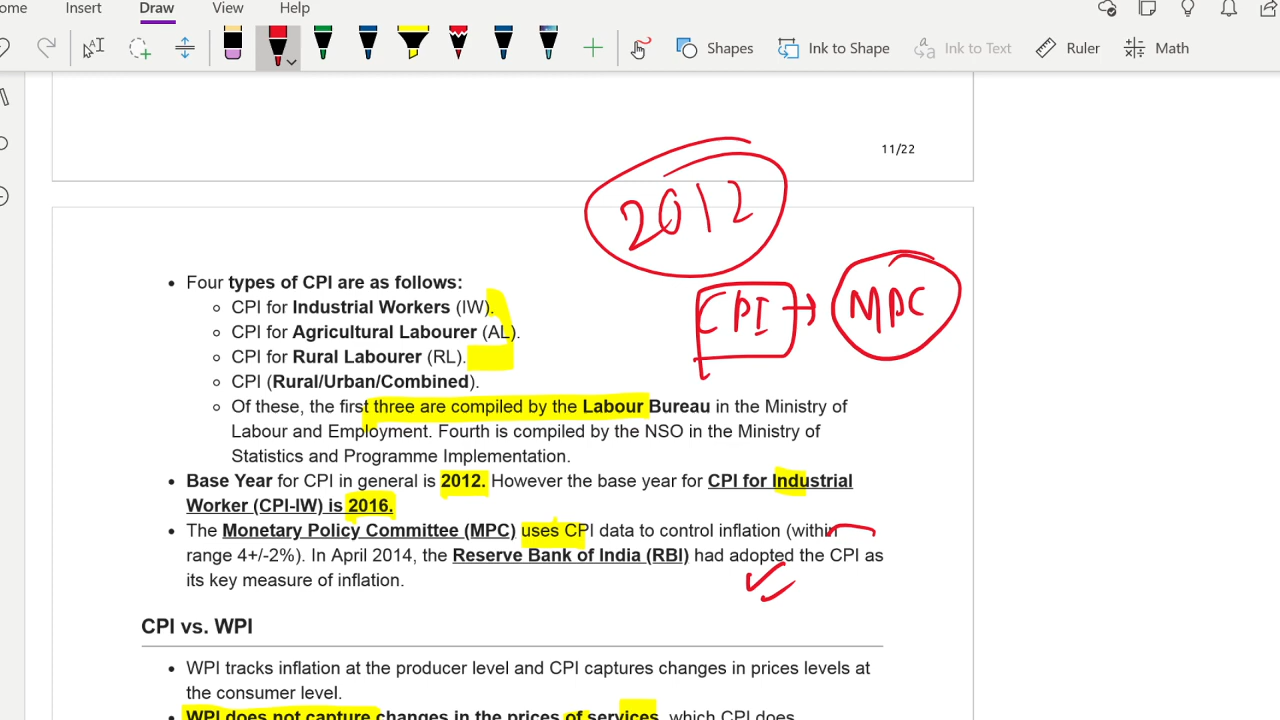 ome Insert Draw View Help
Shapes Ink to Shape Ink to Text Ruler Math
11/22
2012
CPI → MPC
• Four types of CPI are as follows:
CPI for Industrial Workers (IW).
CPI for Agricultural Labourer (AL).
CPI for Rural Labourer (RL).
CPI (Rural/Urban/Combined).
Of these, the first three are compiled by the Labour Bureau in the Ministry of
Labour and Employment. Fourth is compiled by the NSO in the Ministry of
Statistics and Programme Implementation.
• Base Year for CPI in general is 2012. However the base year for CPI for Industrial
Worker (CPI-IW) is 2016.
• The Monetary Policy Committee (MPC) uses CPI data to control inflation (within
range 4+/-2%). In April 2014, the Reserve Bank of India (RBI) had adopted the CPI as
its key measure of inflation.
CPI vs. WPI
• WPI tracks inflation at the producer level and CPI captures changes in prices levels at
the consumer level.
• WPI does not capture changes in the prices of services, which CPI does